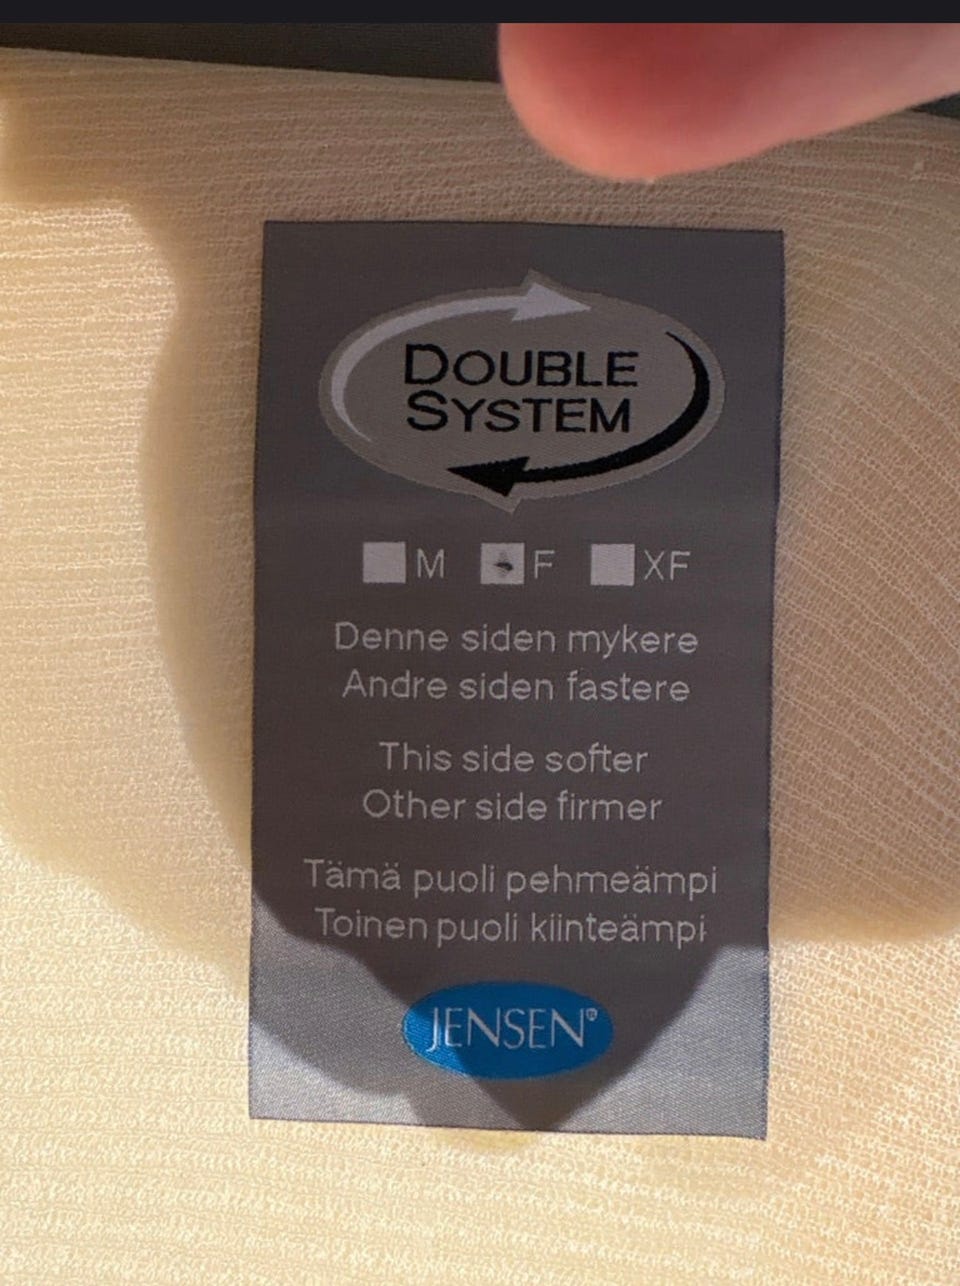 DOUBLE
SYSTEM
M F XF
Denne siden mykere
Andre siden fastere
This side softer
Other side firmer
Tämä puoli pehmeämpi
Toinen puoli kiinteämpi
JENSEN®